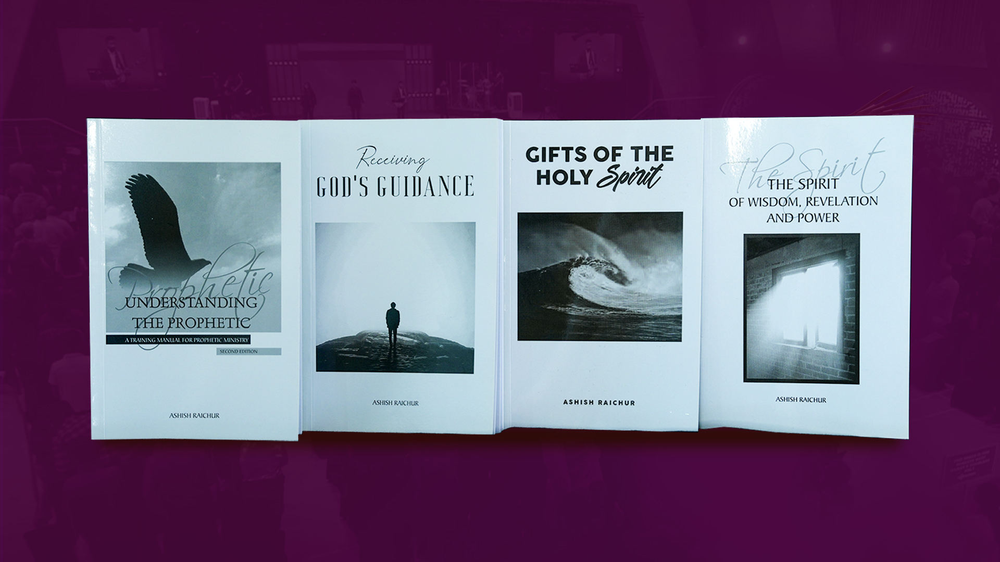 Prophetic
UNDERSTANDING
THE PROPHETIC
A TRAINING MANUAL FOR PROPHETIC MINISTRY
SECOND EDITION
ASHISH RAICHUR
Receiving
GOD'S GUIDANCE
ASHISH RAICHUR
GIFTS OF THE
HOLY Spirit
ASHISH RAICHUR
The Spirit
THE SPIRIT
OF WISDOM, REVELATION
AND POWER
ASHISH RAICHUR